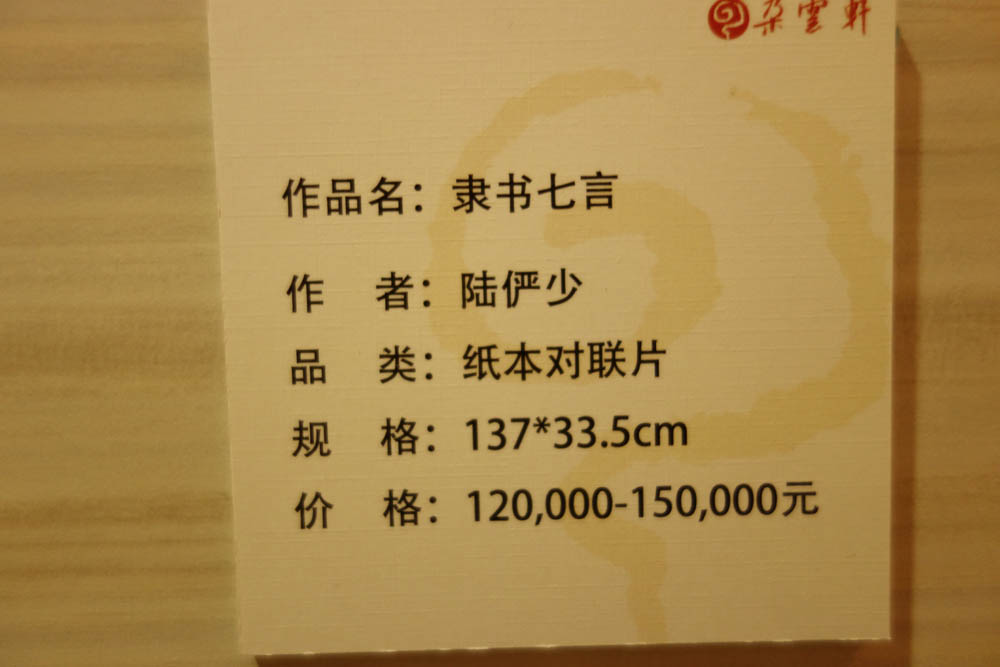 朵雲軒
作品名：隶书七言
作 者：陆俨少
品 类：纸本对联片
规 格：137*33.5cm
价 格：120,000-150,000元